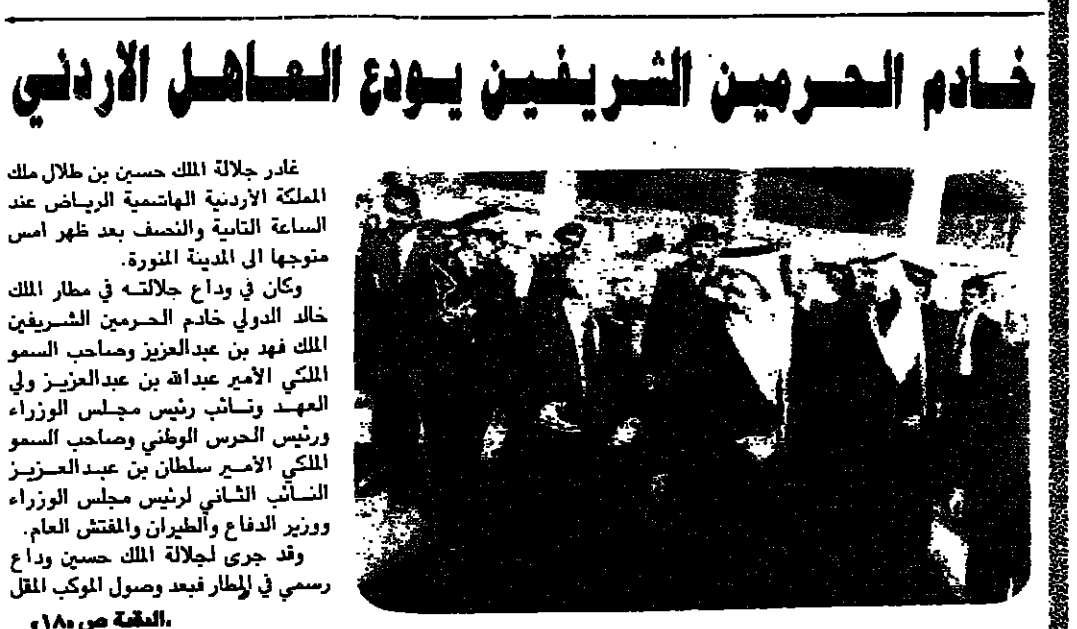 خادم الحرمين الشريفين يودع العاهل الاردني
غادر جلالة الملك حسين بن طلال ملك
المملكة الأردنية الهاشمية الرياض عند
الساعة الثانية والنصف بعد ظهر امس
متوجها الى المدينة المنورة.
وكان في وداع جلالته في مطار الملك
خالد الدولي خادم الحرمين الشريفين
الملك فهد بن عبدالعزيز وصاحب السمو
الملكي الأمير عبدالله بن عبدالعزيز ولي
العهد ونائب رئيس مجلس الوزراء
ورئيس الحرس الوطني وصاحب السمو
الملكي الأمير سلطان بن عبدالعزيز
النائب الثاني لرئيس مجلس الوزراء
ووزير الدفاع والطيران والمفتش العام.
وقد جرى لجلالة الملك حسين وداع
رسمي في المطار فبعد وصول الموكب المقل
البقية ص «١٨»